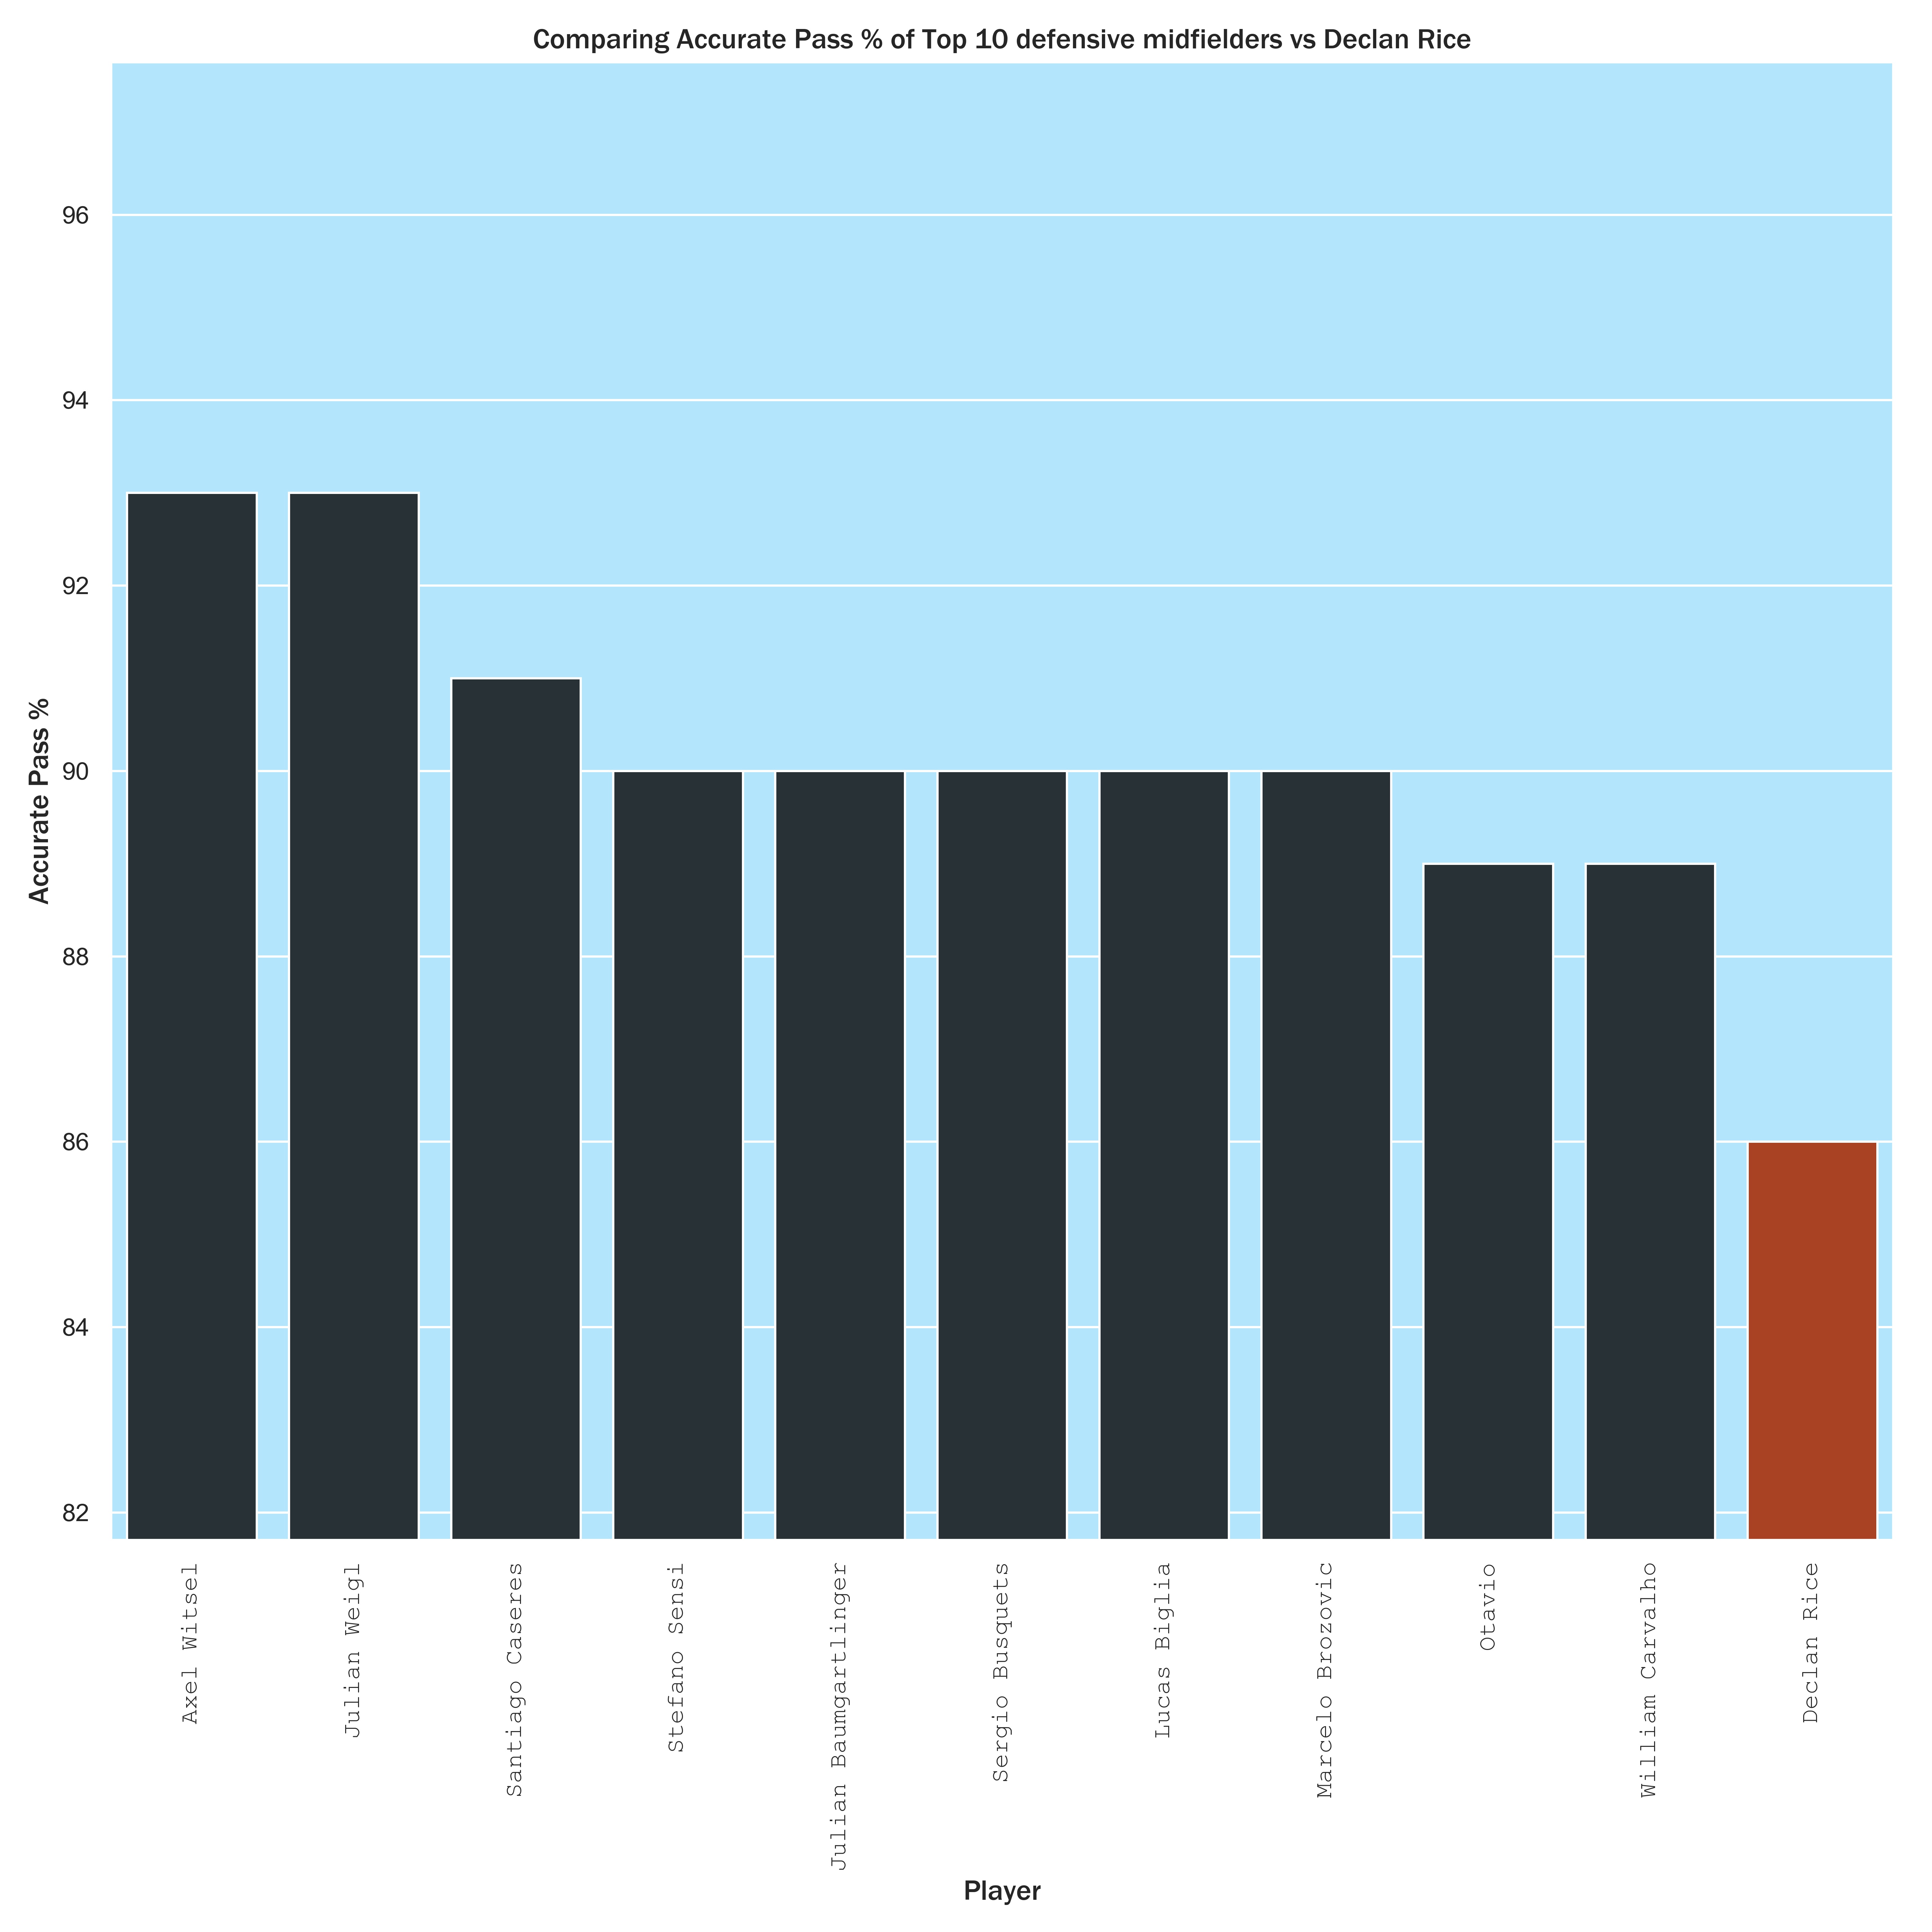 Comparing Accurate Pass % of Top 10 defensive midfielders vs Declan Rice
Accurate Pass %
96
94
92
90
88
86
84
82
Axel Witsel
Julian Weigl
Santiago Caseres
Stefano Sensi
Julian Baumgartlinger
Sergio Busquets
Lucas Biglia
Marcelo Brozovic
Otavio
William Carvalho
Declan Rice
Player